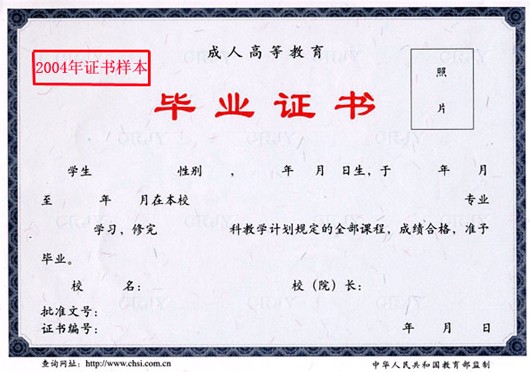 成人高等教育
2004年证书样本
毕业证书
照
片
学生 性别 , 年 月 日生,于 年 月
至 年 月在本校 专业
学习,修完 科教学计划规定的全部课程,成绩合格,准予
毕业。
校 名: 校(院)长:
批准文号:
证书编号: 年 月 日
查询网址:http://www.chsi.com.cn 中华人民共和国教育部监制